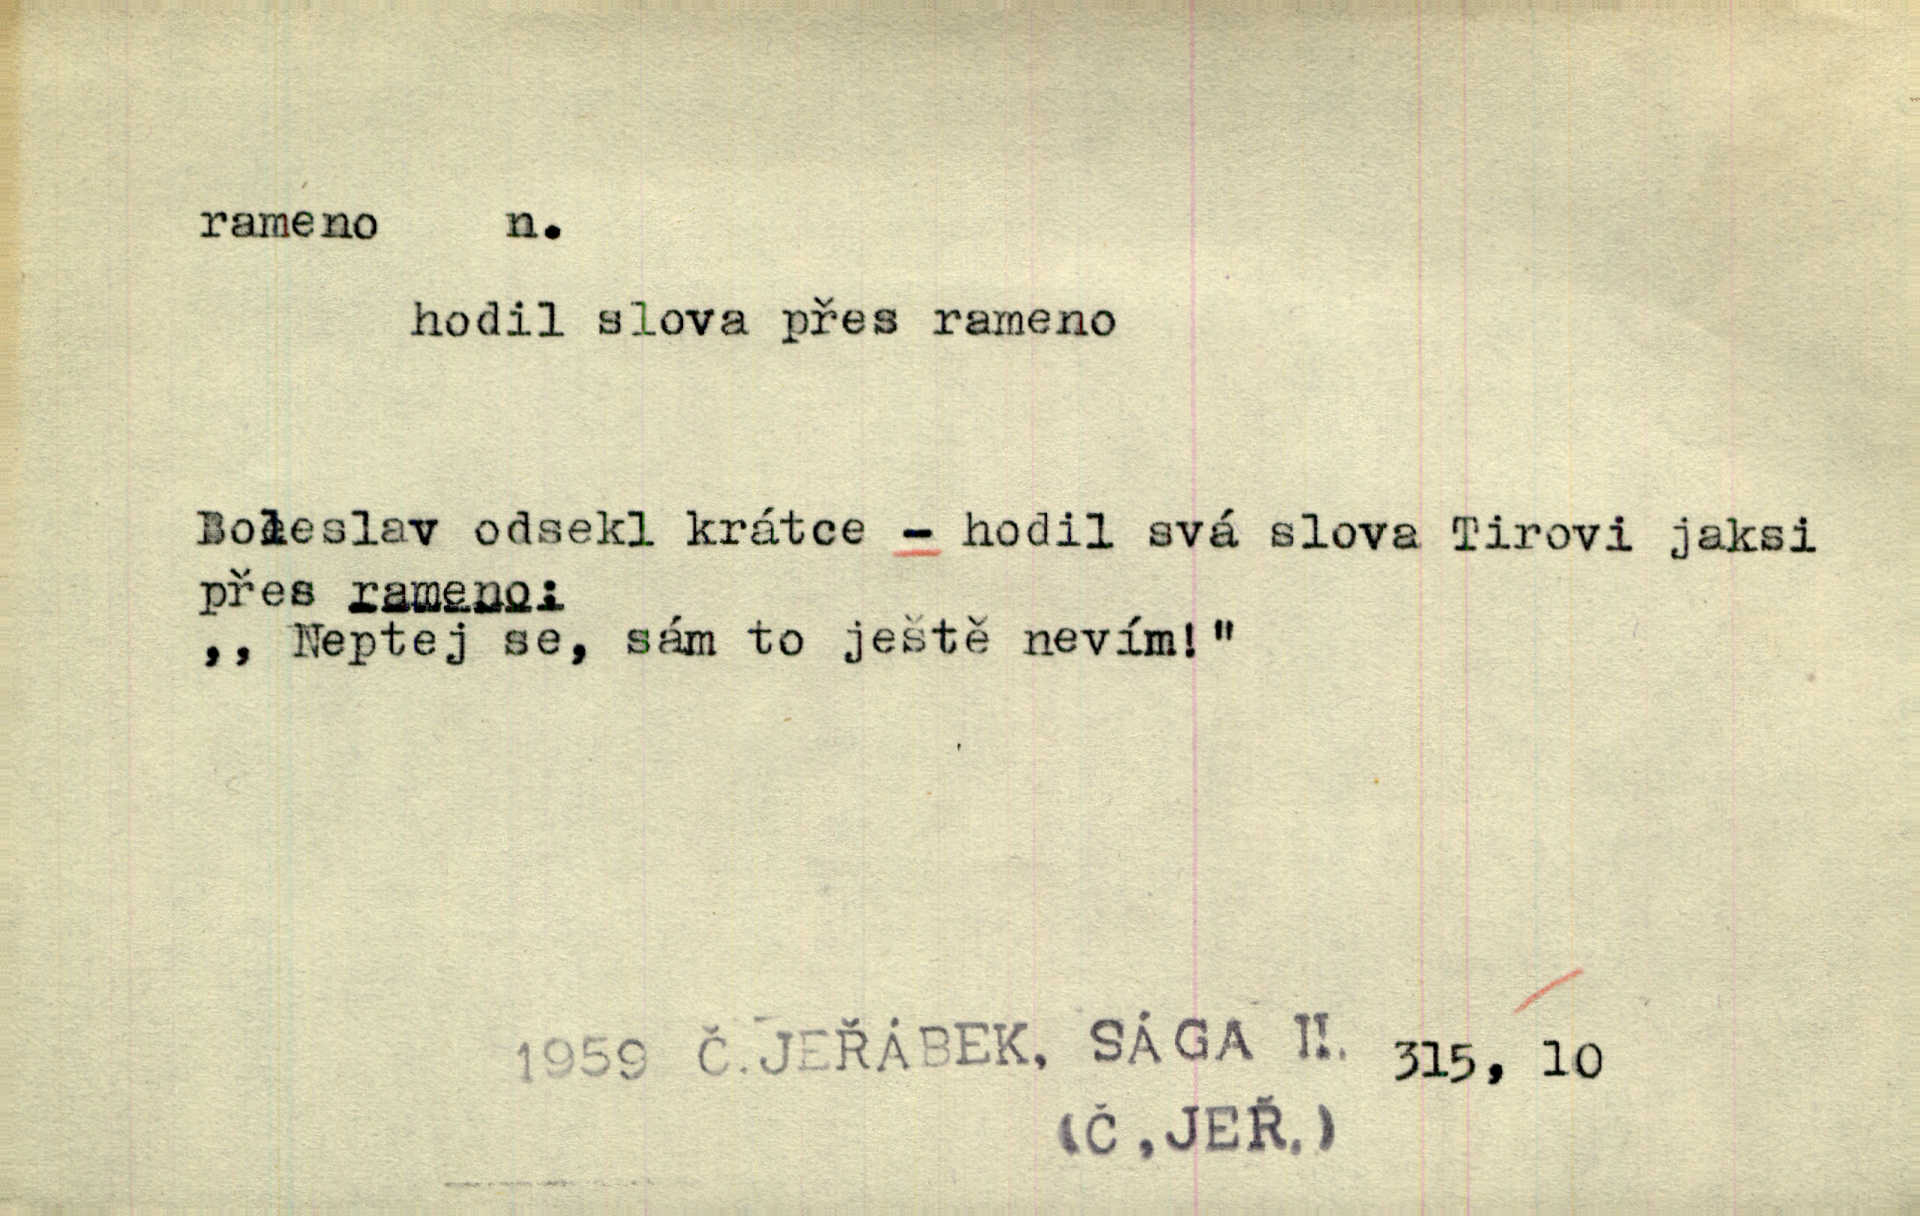 rameno n.
hodil slova přes rameno
Boleslav odsekl krátce - hodil svá slova Tirovi jaksi
přes rameno:
,, Neptej se, sám to ještě nevím!"
1959 Č.JEŘÁBEK, SÁGA II. 315, 10
(Č,JEŘ.)